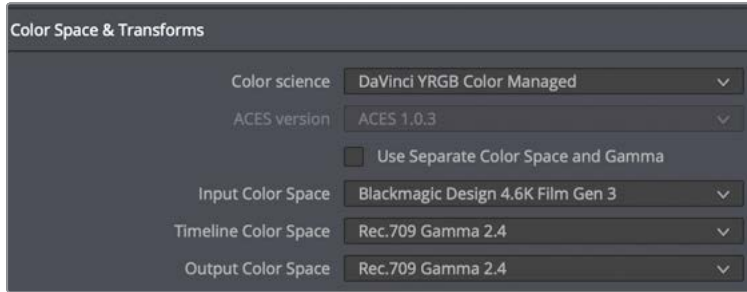 Color Space & Transforms
Color science DaVinci YRGB Color Managed
ACES version ACES 1.0.3
Use Separate Color Space and Gamma
Input Color Space Blackmagic Design 4.6K Film Gen 3
Timeline Color Space Rec.709 Gamma 2.4
Output Color Space Rec.709 Gamma 2.4